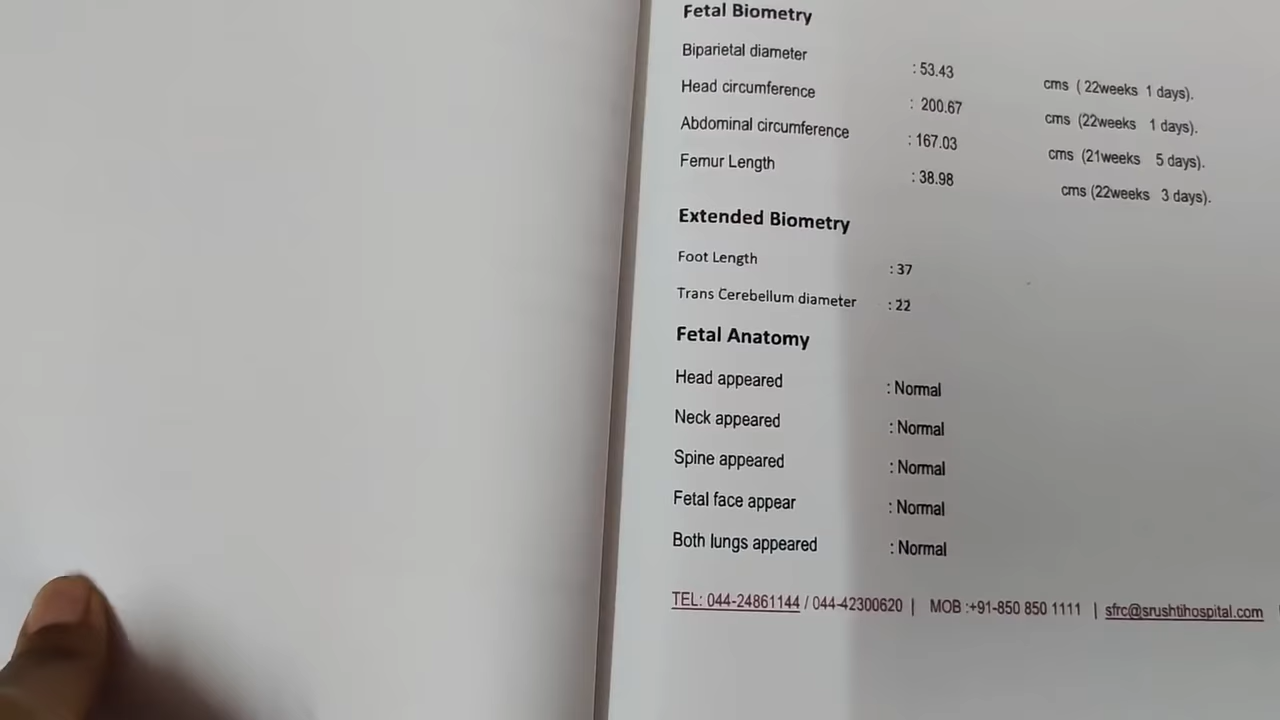 Fetal Biometry
Biparietal diameter : 53.43 cms ( 22weeks 1 days).
Head circumference : 200.67 cms (22weeks 1 days).
Abdominal circumference : 167.03 cms (21weeks 5 days).
Femur Length : 38.98 cms (22weeks 3 days).
Extended Biometry
Foot Length : 37
Trans Cerebellum diameter : 22
Fetal Anatomy
Head appeared : Normal
Neck appeared : Normal
Spine appeared : Normal
Fetal face appear : Normal
Both lungs appeared : Normal
TEL: 044-24861144 / 044-42300620 | MOB :+91-850 850 1111 | sfrc@srushtihospital.com